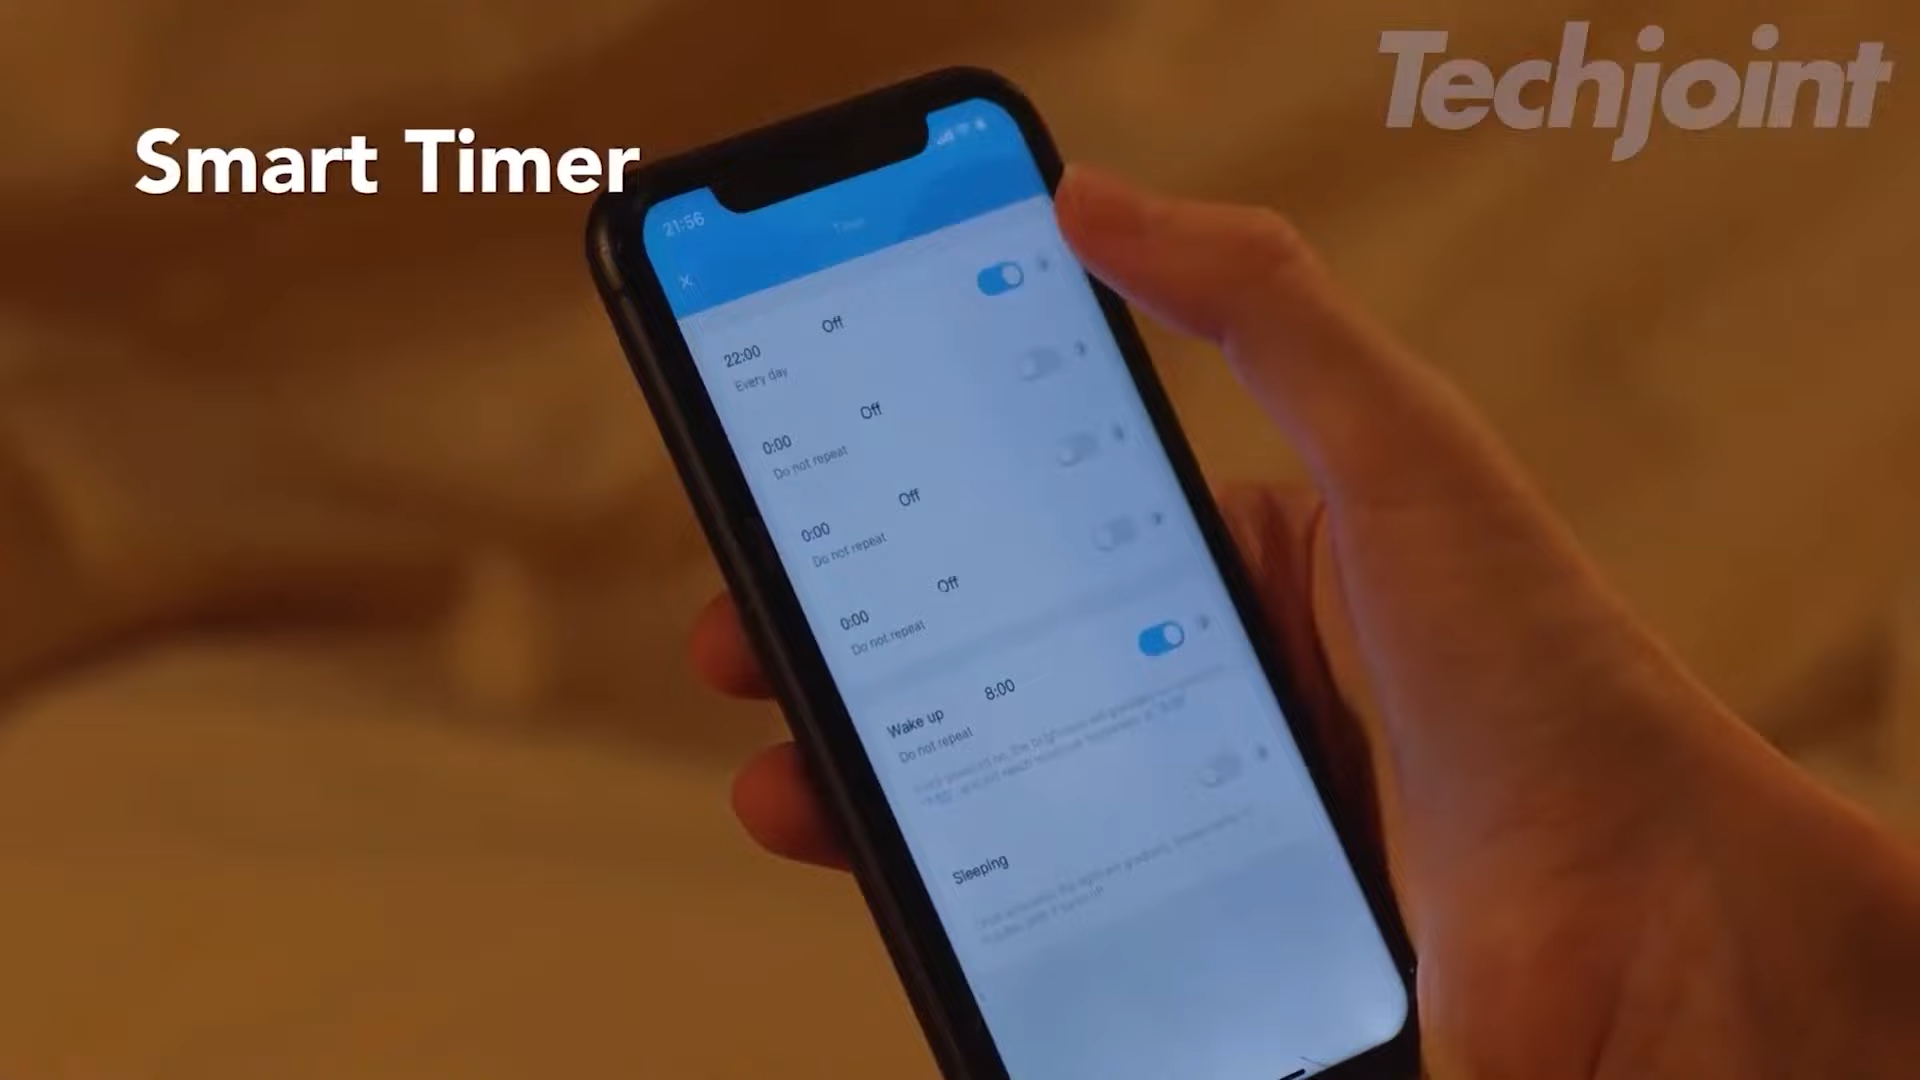 Techjoint
Smart Timer
21:56
Timer
22:00 Off
Every day
0:00 Off
Do not repeat
0:00 Off
Do not repeat
0:00 Off
Do not repeat
Wake up 8:00
Do not repeat
Sleeping